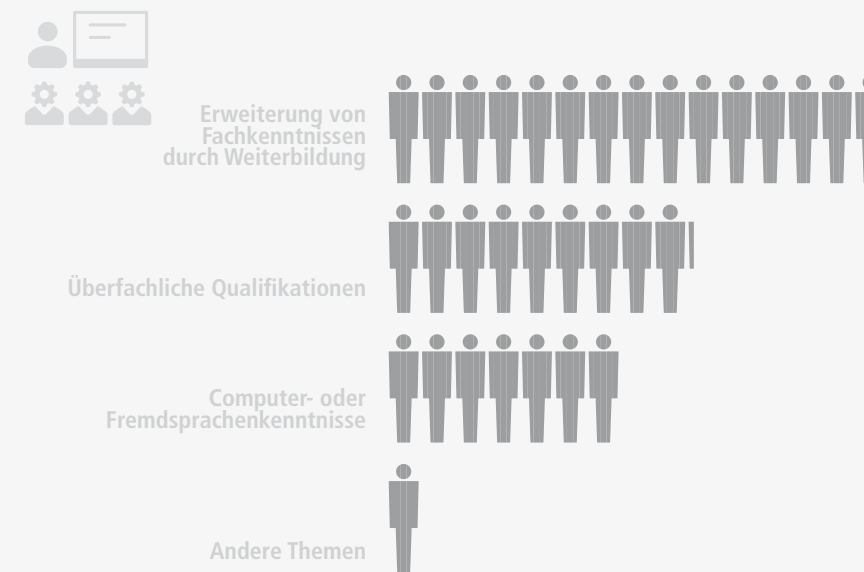 Erweiterung von
Fachkenntnissen
durch Weiterbildung
Überfachliche Qualifikationen
Computer- oder
Fremdsprachenkenntnisse
Andere Themen